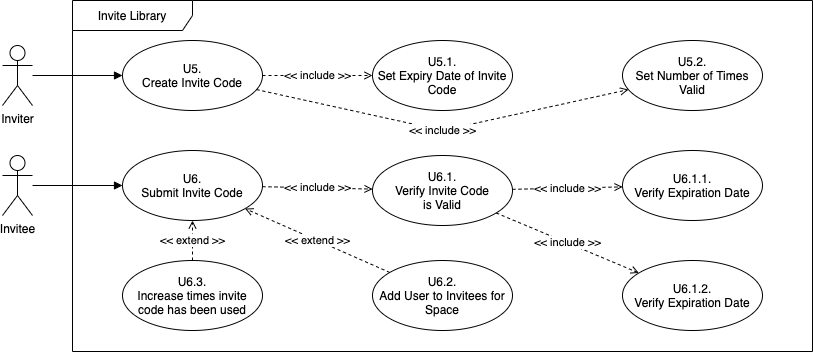 Invite Library
Inviter
U5.
Create Invite Code
<< include >>
U5.1.
Set Expiry Date of Invite
Code
U5.2.
Set Number of Times
Valid
<< include >>
Invitee
U6.
Submit Invite Code
<< include >>
U6.1.
Verify Invite Code
is Valid
<< include >>
U6.1.1.
Verify Expiration Date
<< extend >>
<< extend >>
<< include >>
U6.3.
Increase times invite
code has been used
U6.2.
Add User to Invitees for
Space
U6.1.2.
Verify Expiration Date